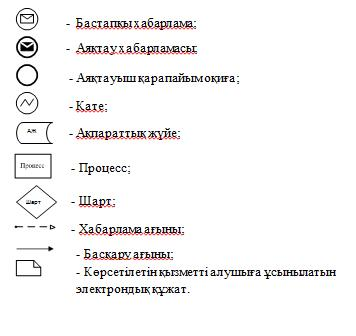 - Бастапқы хабарлама;
- Аяқтау хабарламасы
- Аяқтауыш қарапайым оқиға;
- Қате;
АЖ
- Ақпараттық жүйе;
Процесс
- Процесс;
Шарт
- Шарт;
- Хабарлама ағыны;
- Басқару ағыны;
- Көрсетілетін қызметті алушыға ұсынылатын
электрондық құжат.